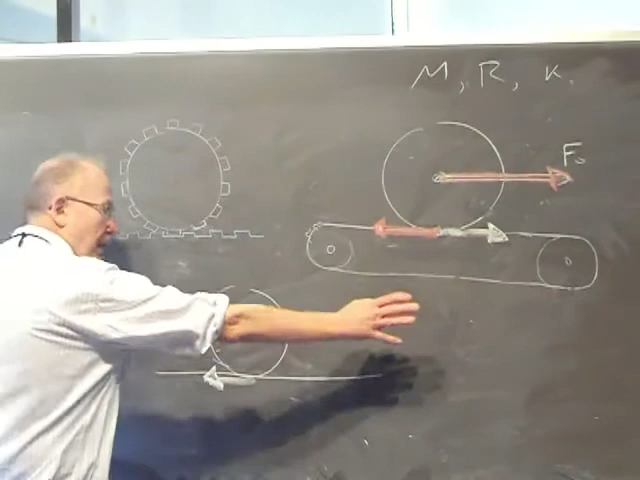 M, R, K.
F₀